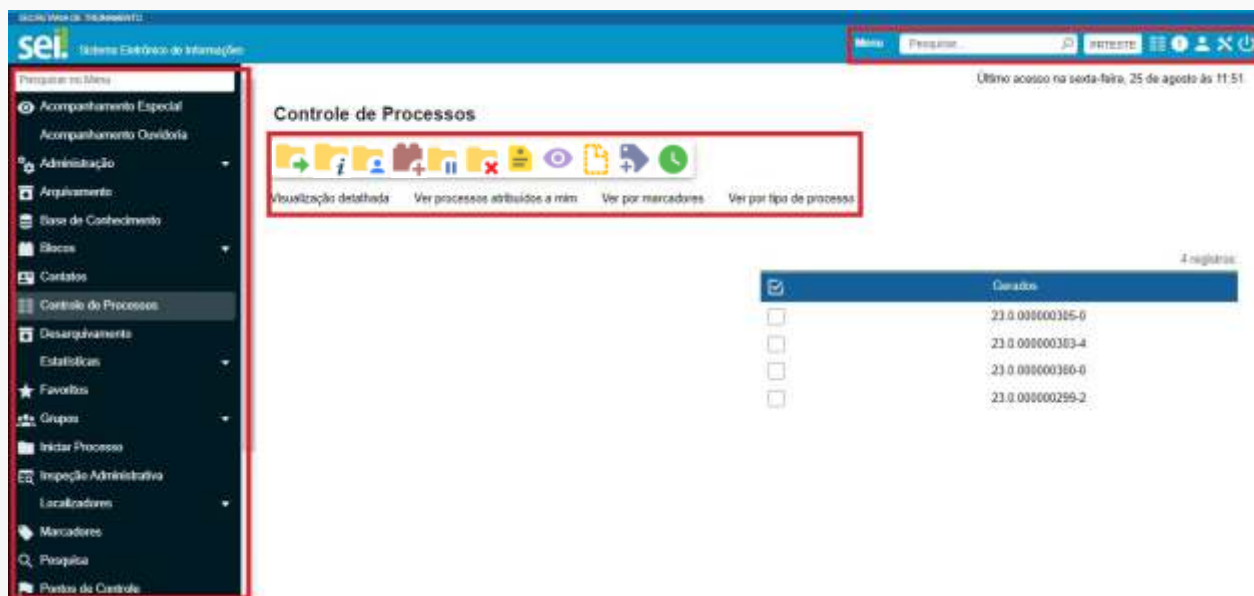 SECRETARIA DE TREINAMENTO
sei. Sistema Eletrônico de Informações
Menu Pesquisar... PRTESTE
Pesquisar no Menu
Último acesso na sexta-feira, 25 de agosto às 11:51
Acompanhamento Especial
Acompanhamento Ouvidoria
Administração
Arquivamento
Base de Conhecimento
Blocos
Contatos
Controle de Processos
Desarquivamento
Estatísticas
Favoritos
Grupos
Iniciar Processo
Inspeção Administrativa
Localizadores
Marcadores
Pesquisa
Pontos de Controle
Controle de Processos
Visualização detalhada Ver processos atribuídos a mim Ver por marcadores Ver por tipo de processo
4 registros:
Gerados
23.0.000000305-0
23.0.000000303-4
23.0.000000300-0
23.0.000000299-2